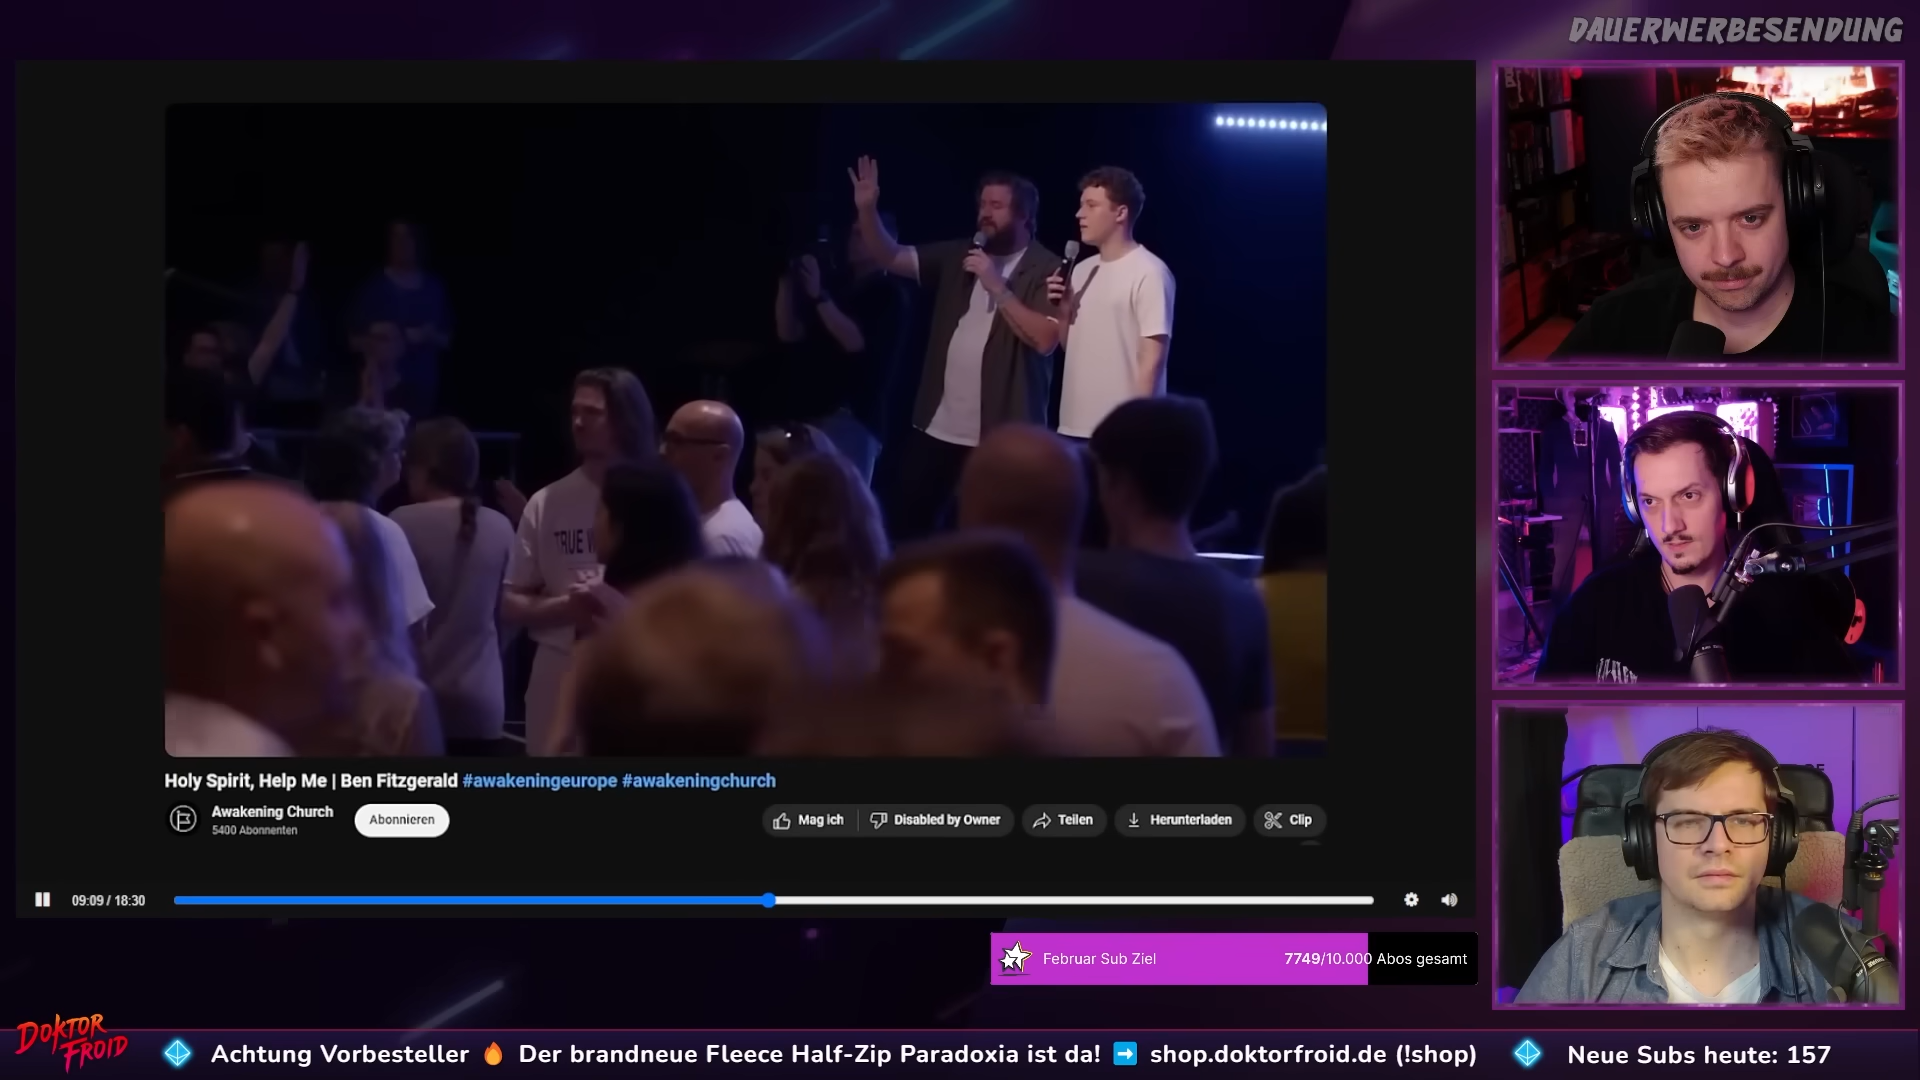 DAUERWERBESENDUNG
TRUE W
Holy Spirit, Help Me | Ben Fitzgerald #awakeningeurope #awakeningchurch
Awakening Church
5400 Abonnenten
Abonnieren
Mag ich
Disabled by Owner
Teilen
Herunterladen
Clip
09:09 / 18:30
Februar Sub Ziel
7749/10.000 Abos gesamt
DOKTOR
FROID
Achtung Vorbesteller 🔥 Der brandneue Fleece Half-Zip Paradoxia ist da! ➡️ shop.doktorfroid.de (!shop)
Neue Subs heute: 157